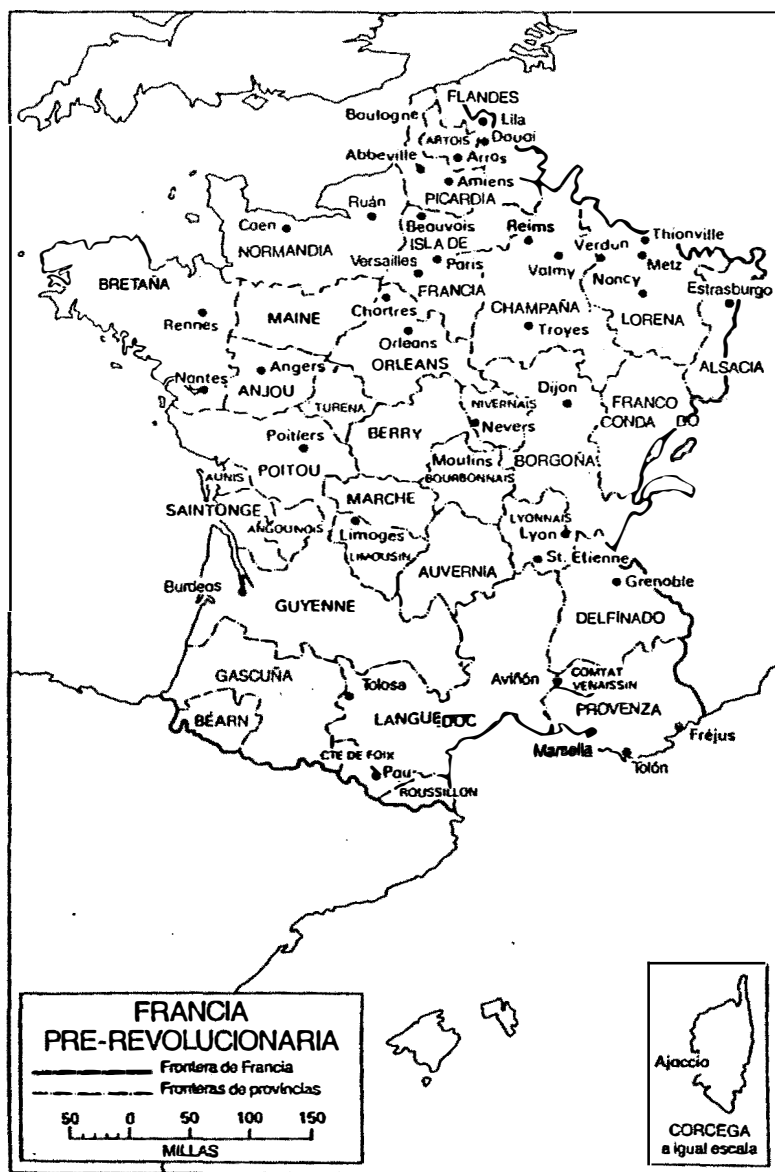 FLANDES
Lila
Boulogne
Douai
ARTOIS
Arras
Abbeville
Amiens
PICARDIA
Ruán
Caen
Beauvois
Reims
Thionville
NORMANDIA
ISLA DE
Verdun
Versailles
Paris
Valmy
Metz
BRETAÑA
FRANCIA
Nancy
Estrasburgo
Chartres
CHAMPAÑA
Rennes
MAINE
Troyes
LORENA
Orleans
ORLEANS
ALSACIA
Angers
Nantes
ANJOU
Dijon
TURENA
NIVERNAIS
FRANCO
BERRY
Nevers
CONDADO
Poitiers
Moulins
BORGOÑA
POITOU
BOURBONNAIS
AUNIS
MARCHE
SAINTONGE
LYONNAIS
ANGOUNOIS
Limoges
Lyon
LIMOUSIN
St. Etienne
AUVERNIA
Burdeos
Grenoble
GUYENNE
DELFINADO
GASCUÑA
Tolosa
Aviñón
COMTAT
VENAISSIN
BÉARN
LANGUEDOC
PROVENZA
Fréjus
Marsella
Tolón
CTE DE FOIX
Pau
ROUSSILLON
FRANCIA
PRE-REVOLUCIONARIA
Frontera de Francia
Fronteras de provincias
50 0 50 100 150
MILLAS
Ajaccio
CORCEGA
a igual escala